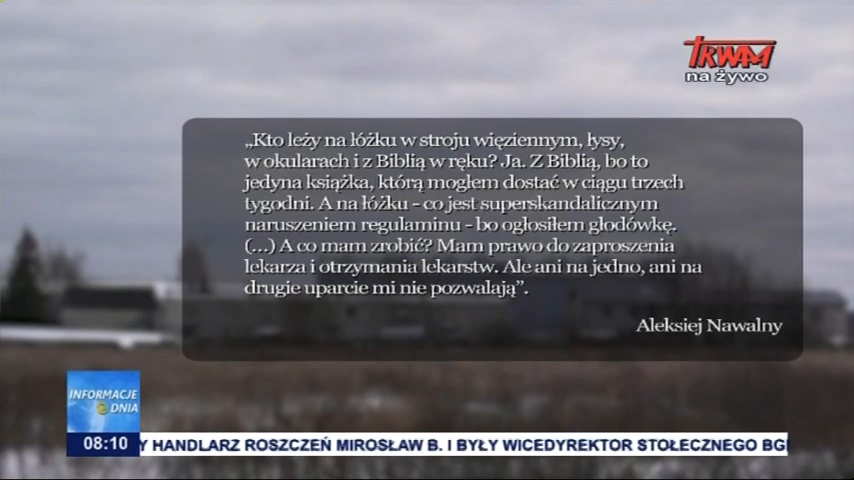 TRWAM
na żywo
„Kto leży na łóżku w stroju więziennym, łysy,
w okularach i z Biblią w ręku? Ja. Z Biblią, bo to
jedyna książka, którą mogłem dostać w ciągu trzech
tygodni. A na łóżku - co jest superskandalicznym
naruszeniem regulaminu - bo ogłosiłem głodówkę.
(...) A co mam zrobić? Mam prawo do zaproszenia
lekarza i otrzymania lekarstw. Ale ani na jedno, ani na
drugie uparcie mi nie pozwalają”.
Aleksiej Nawalny
INFORMACJE
DNIA
08:10
Y HANDLARZ ROSZCZEŃ MIROSŁAW B. I BYŁY WICEDYREKTOR STOŁECZNEGO BG